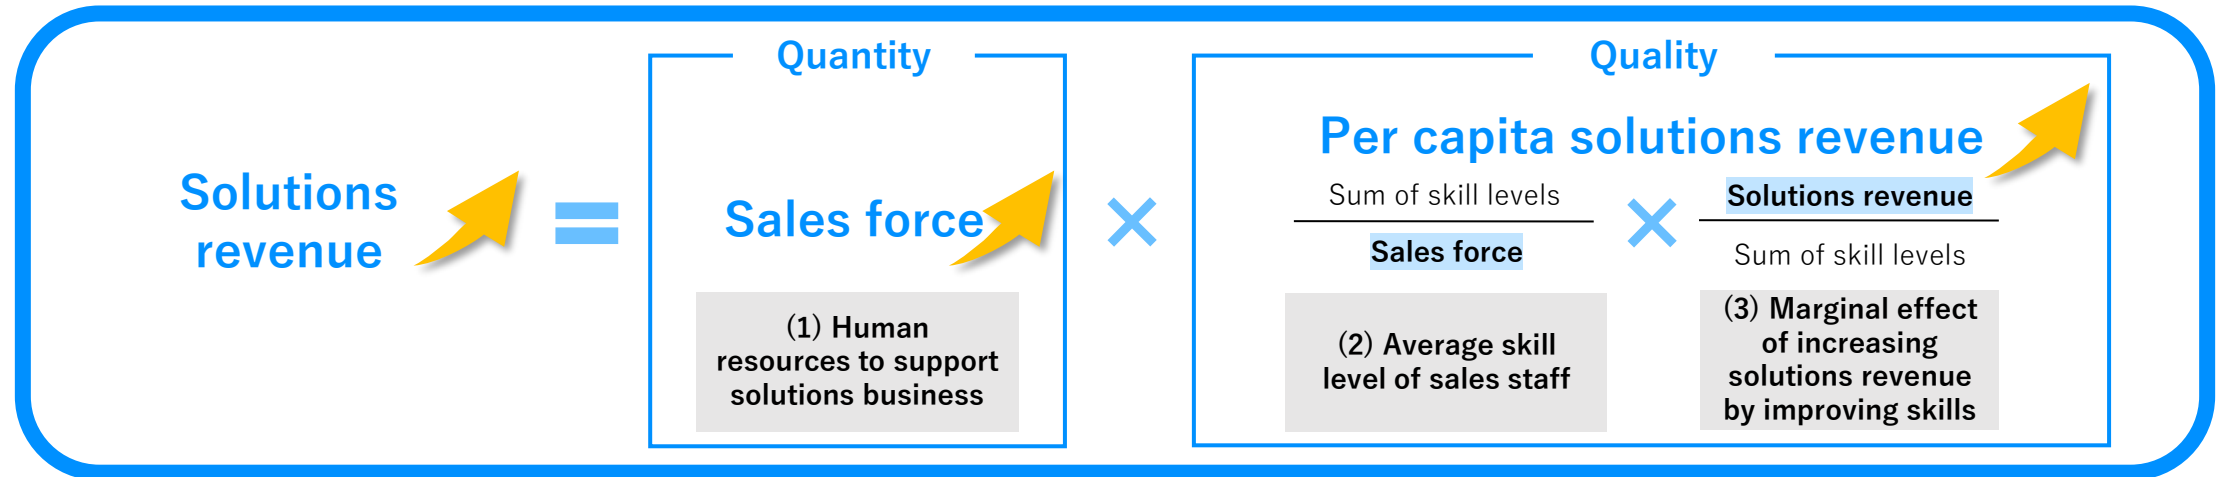 Solutions
revenue
=
Quantity
Sales force
(1) Human
resources to support
solutions business
×
Quality
Per capita solutions revenue
Sum of skill levels
Sales force
(2) Average skill
level of sales staff
×
Solutions revenue
Sum of skill levels
(3) Marginal effect
of increasing
solutions revenue
by improving skills